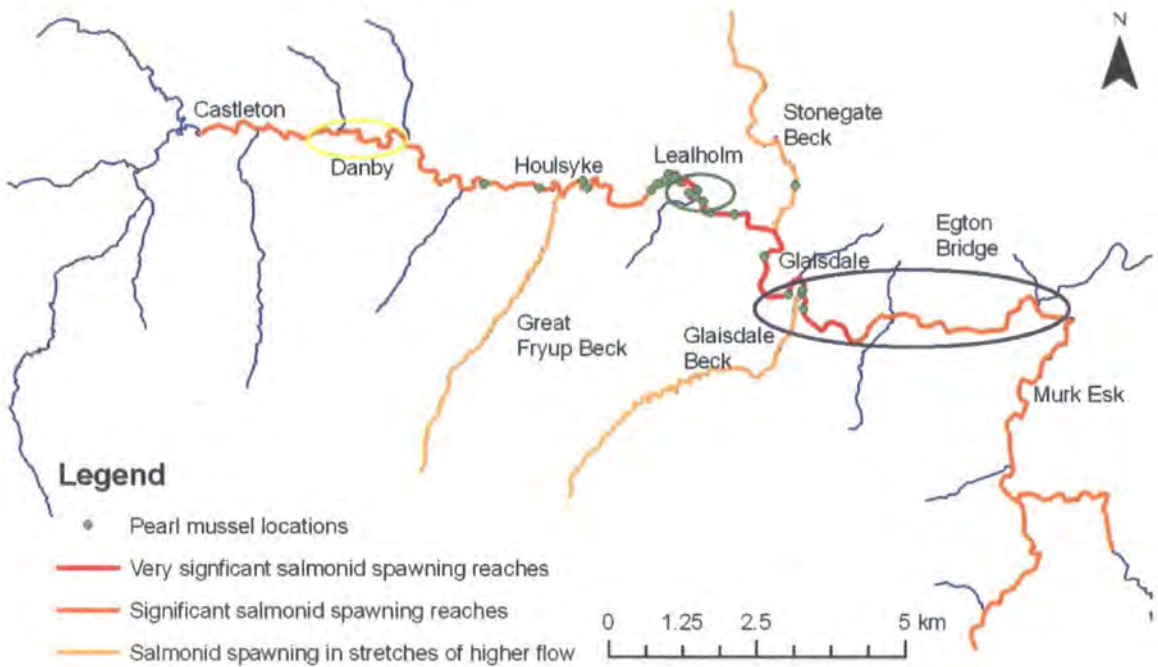 N
Castleton
Stonegate
Beck
Lealholm
Houlsyke
Danby
Egton
Bridge
Glaisdale
Great
Fryup Beck
Glaisdale
Beck
Murk Esk
Legend
Pearl mussel locations
Very signficant salmonid spawning reaches
Significant salmonid spawning reaches
0 1.25 2.5 5 km
Salmonid spawning in stretches of higher flow